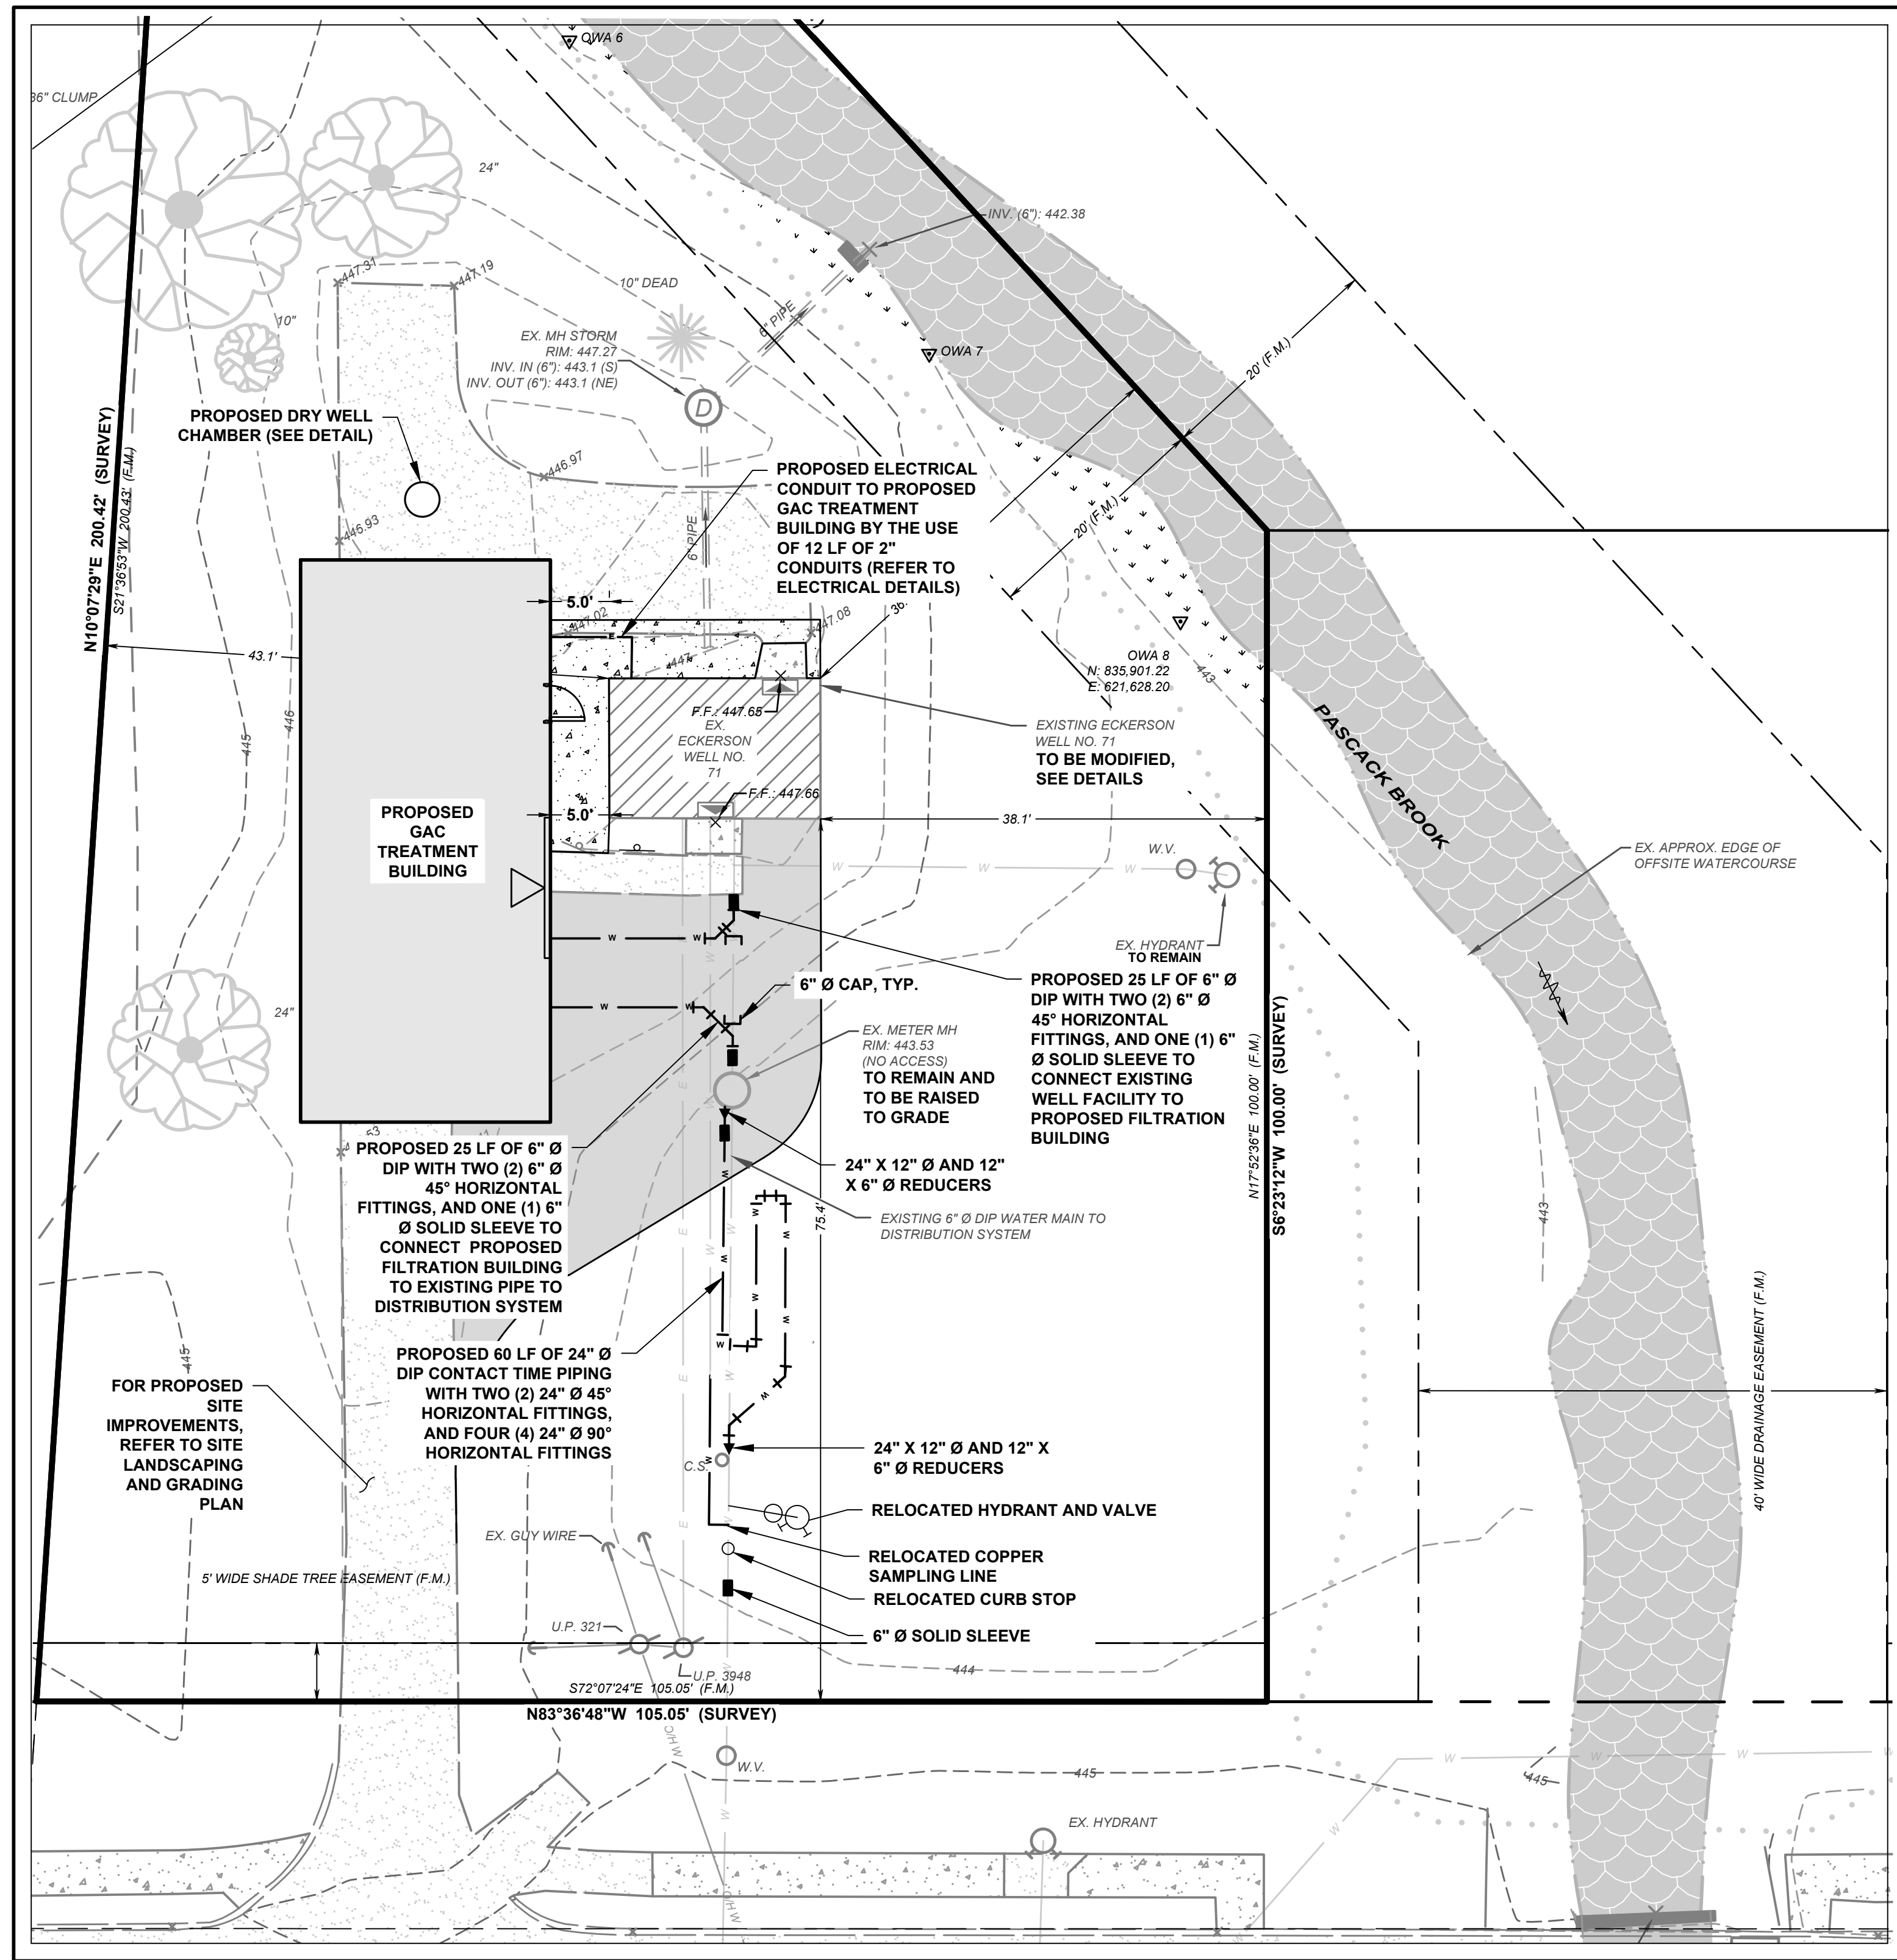 OWA 6
36" CLUMP
24"
INV. (6"): 442.38
447.31
447.19
10" DEAD
10"
6" PIPE
EX. MH STORM
RIM: 447.27
INV. IN (6"): 443.1 (S)
INV. OUT (6"): 443.1 (NE)
OWA 7
20' (F.M.)
D
PROPOSED DRY WELL
CHAMBER (SEE DETAIL)
N10°07'29"E 200.42' (SURVEY)
S21°36'53"W 200.43' (F.M.)
446.97
446.93
PROPOSED ELECTRICAL
CONDUIT TO PROPOSED
GAC TREATMENT
BUILDING BY THE USE
OF 12 LF OF 2"
CONDUITS (REFER TO
ELECTRICAL DETAILS)
20' (F.M.)
6" PIPE
5.0'
447.02
447.08
36.
E
43.1'
447
OWA 8
N: 835,901.22
E: 621,628.20
443
446
445
F.F.: 447.65
EX.
ECKERSON
WELL NO.
71
EXISTING ECKERSON
WELL NO. 71
TO BE MODIFIED,
SEE DETAILS
PASCACK BROOK
F.F.: 447.66
5.0'
38.1'
PROPOSED
GAC
TREATMENT
BUILDING
W.V.
W W W
EX. APPROX. EDGE OF
OFFSITE WATERCOURSE
EX. HYDRANT
TO REMAIN
W W
6" Ø CAP, TYP.
PROPOSED 25 LF OF 6" Ø
DIP WITH TWO (2) 6" Ø
45° HORIZONTAL
FITTINGS, AND ONE (1) 6"
Ø SOLID SLEEVE TO
CONNECT EXISTING
WELL FACILITY TO
PROPOSED FILTRATION
BUILDING
W W
24"
EX. METER MH
RIM: 443.53
(NO ACCESS)
TO REMAIN AND
TO BE RAISED
TO GRADE
N17°52'36"E 100.00' (F.M.)
S6°23'12"W 100.00' (SURVEY)
53
PROPOSED 25 LF OF 6" Ø
DIP WITH TWO (2) 6" Ø
45° HORIZONTAL
FITTINGS, AND ONE (1) 6"
Ø SOLID SLEEVE TO
CONNECT PROPOSED
FILTRATION BUILDING
TO EXISTING PIPE TO
DISTRIBUTION SYSTEM
24" X 12" Ø AND 12"
X 6" Ø REDUCERS
75.4'
EXISTING 6" Ø DIP WATER MAIN TO
DISTRIBUTION SYSTEM
443
40' WIDE DRAINAGE EASEMENT (F.M.)
445
PROPOSED 60 LF OF 24" Ø
DIP CONTACT TIME PIPING
WITH TWO (2) 24" Ø 45°
HORIZONTAL FITTINGS,
AND FOUR (4) 24" Ø 90°
HORIZONTAL FITTINGS
FOR PROPOSED
SITE
IMPROVEMENTS,
REFER TO SITE
LANDSCAPING
AND GRADING
PLAN
24" X 12" Ø AND 12" X
6" Ø REDUCERS
C.S.
RELOCATED HYDRANT AND VALVE
EX. GUY WIRE
RELOCATED COPPER
SAMPLING LINE
5' WIDE SHADE TREE EASEMENT (F.M.)
RELOCATED CURB STOP
U.P. 321
6" Ø SOLID SLEEVE
444
U.P. 3948
S72°07'24"E 105.05' (F.M.)
N83°36'48"W 105.05' (SURVEY)
C/HW
W.V.
445
445
W W W W
EX. HYDRANT
C/HW